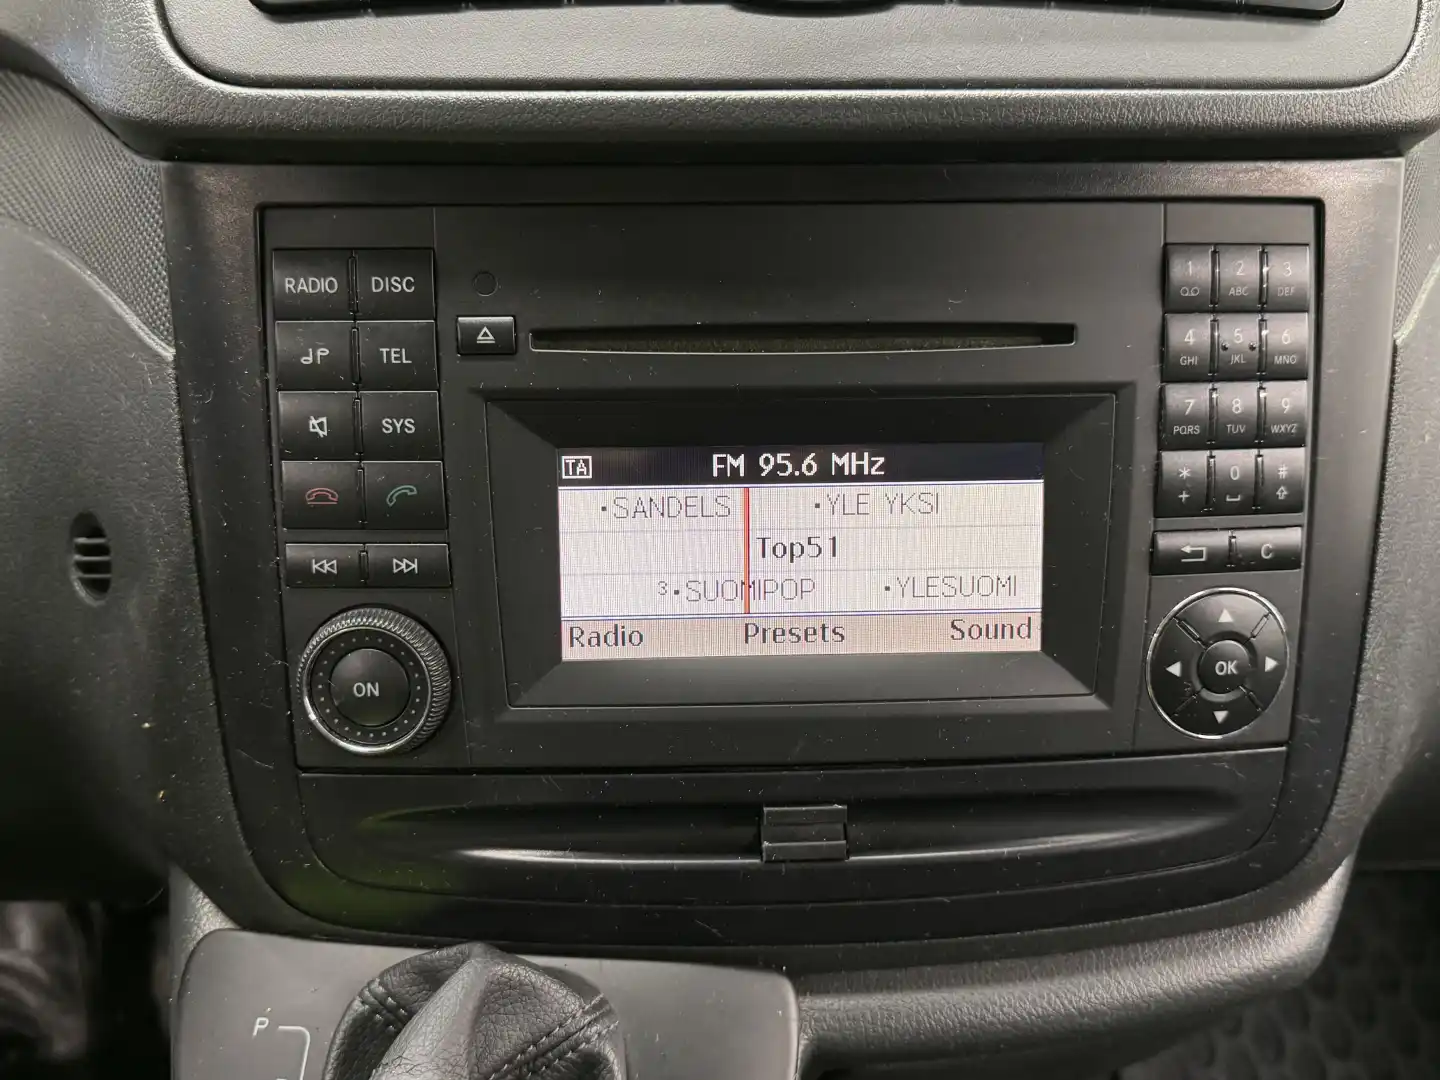 RADIO DISC
TEL
SYS
ON
TA FM 95.6 MHz
•SANDELS •YLE YKSI
Top51
3•SUOMIPOP •YLESUOMI
Radio Presets Sound
1 2 3
ABC DEF
4 5 6
GHI JKL MNO
7 8 9
PQRS TUV WXYZ
* 0 #
+
C
OK
P